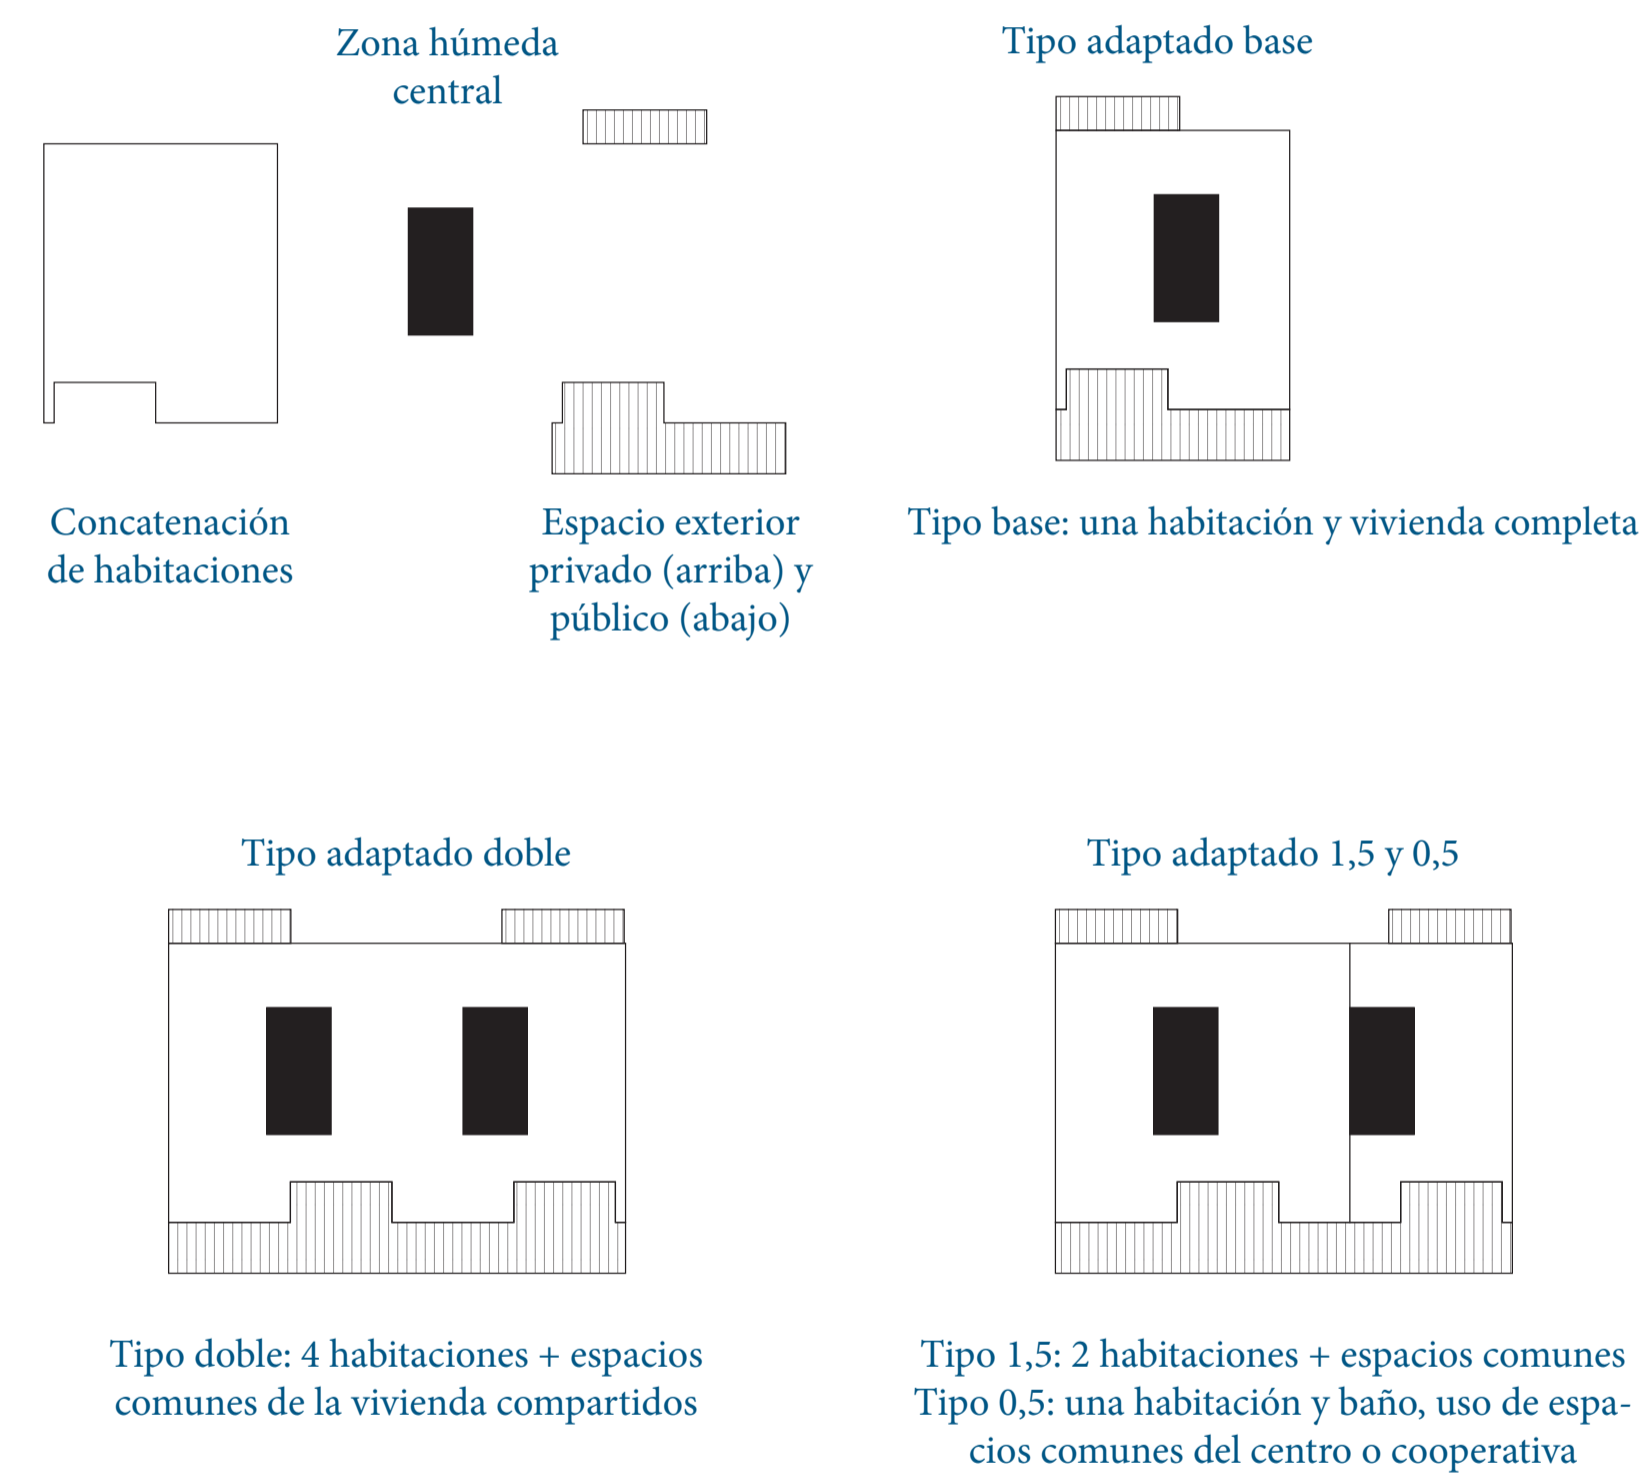 Zona húmeda
central
Tipo adaptado base
Concatenación
de habitaciones
Espacio exterior
privado (arriba) y
público (abajo)
Tipo base: una habitación y vivienda completa
Tipo adaptado doble
Tipo adaptado 1,5 y 0,5
Tipo doble: 4 habitaciones + espacios
comunes de la vivienda compartidos
Tipo 1,5: 2 habitaciones + espacios comunes
Tipo 0,5: una habitación y baño, uso de espa-
cios comunes del centro o cooperativa